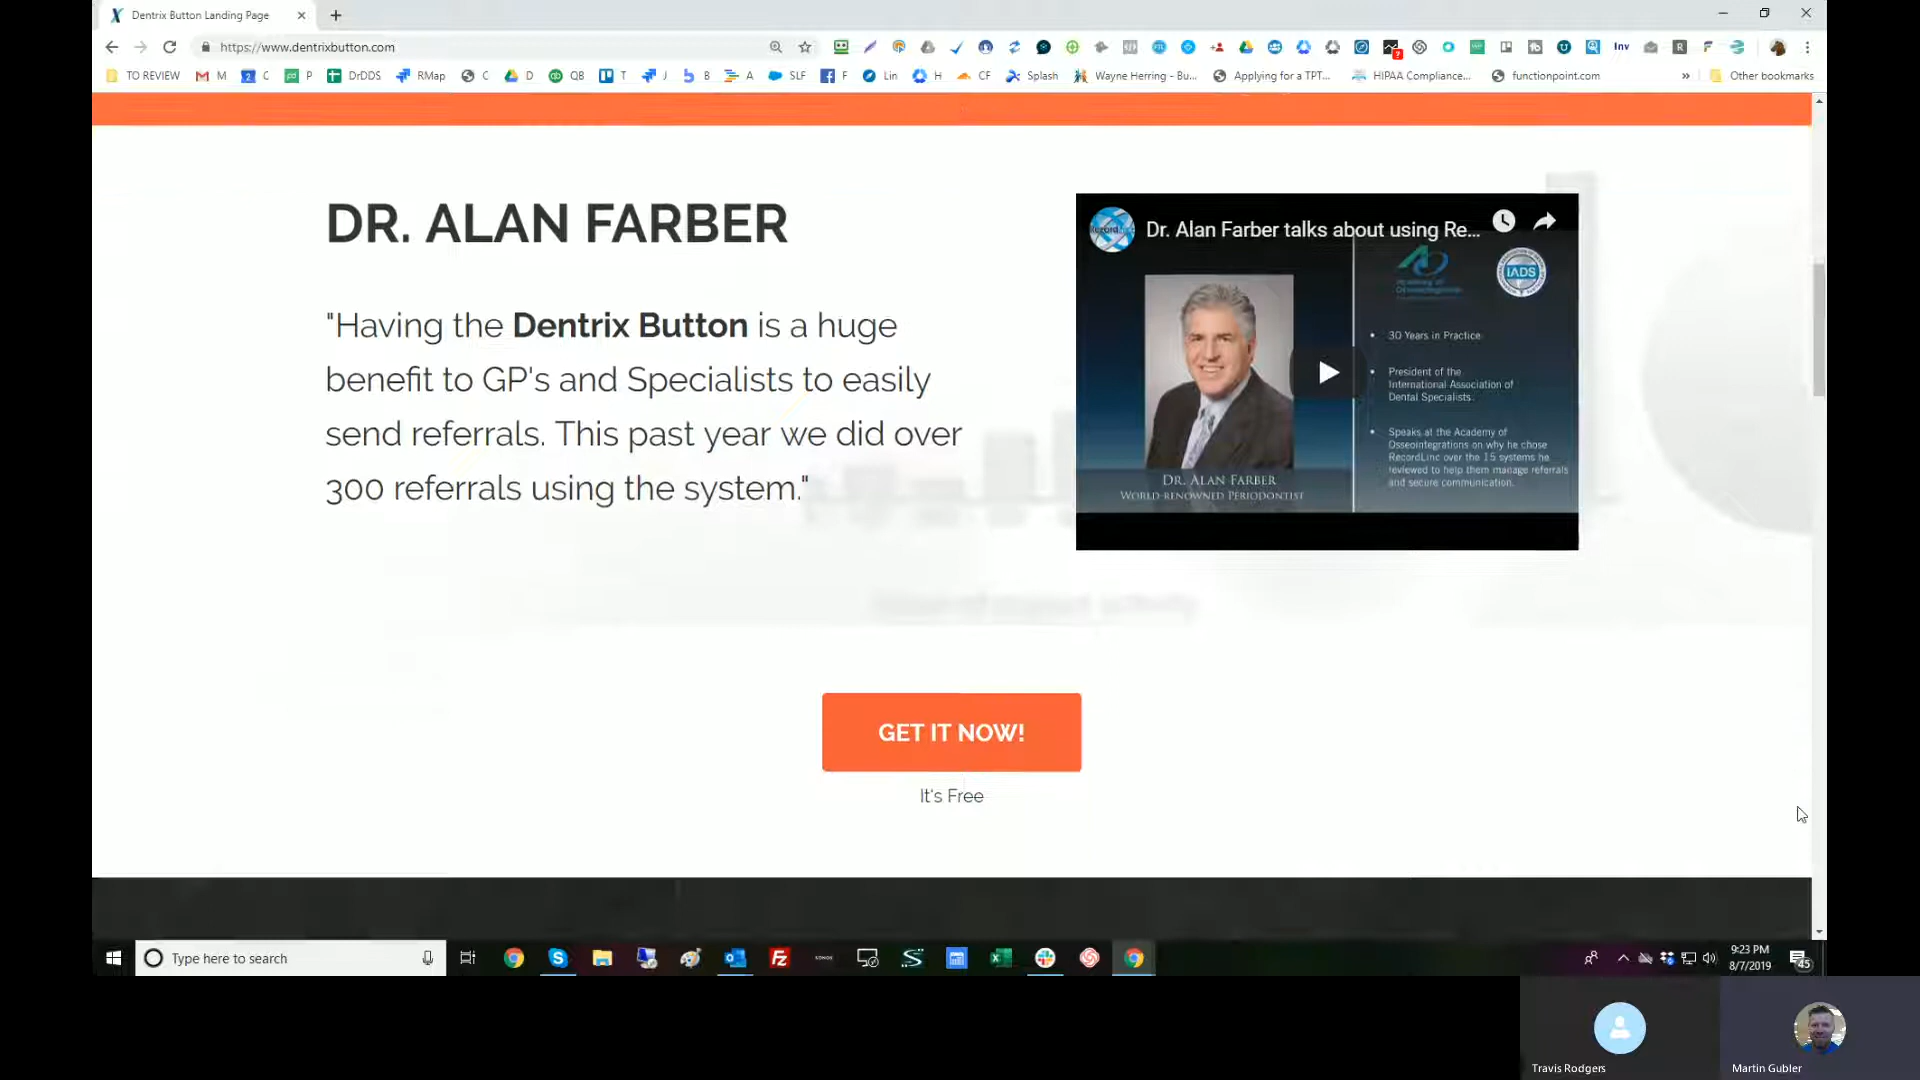 Dentrix Button Landing Page
https://www.dentrixbutton.com
Inv
TO REVIEW M C P DrDDS RMap C D QB T J B A SLF F Lin H CF Splash Wayne Herring - Bu... Applying for a TPT... HIPAA Compliance... functionpoint.com » Other bookmarks
DR. ALAN FARBER
"Having the Dentrix Button is a huge
benefit to GP's and Specialists to easily
send referrals. This past year we did over
300 referrals using the system."
Dr. Alan Farber talks about using Re...
IADS
30 Years in Practice
President of the
International Association of
Dental Specialists.
Speaks at the Academy of
Osseointegrations on why he chose
RecordLinc over the 15 systems he
reviewed to help them manage referrals
and secure communication.
DR. ALAN FARBER
WORLD-RENOWNED PERIODONTIST
GET IT NOW!
It's Free
Type here to search
SONOS
9:23 PM
8/7/2019
45
Travis Rodgers
Martin Gubler